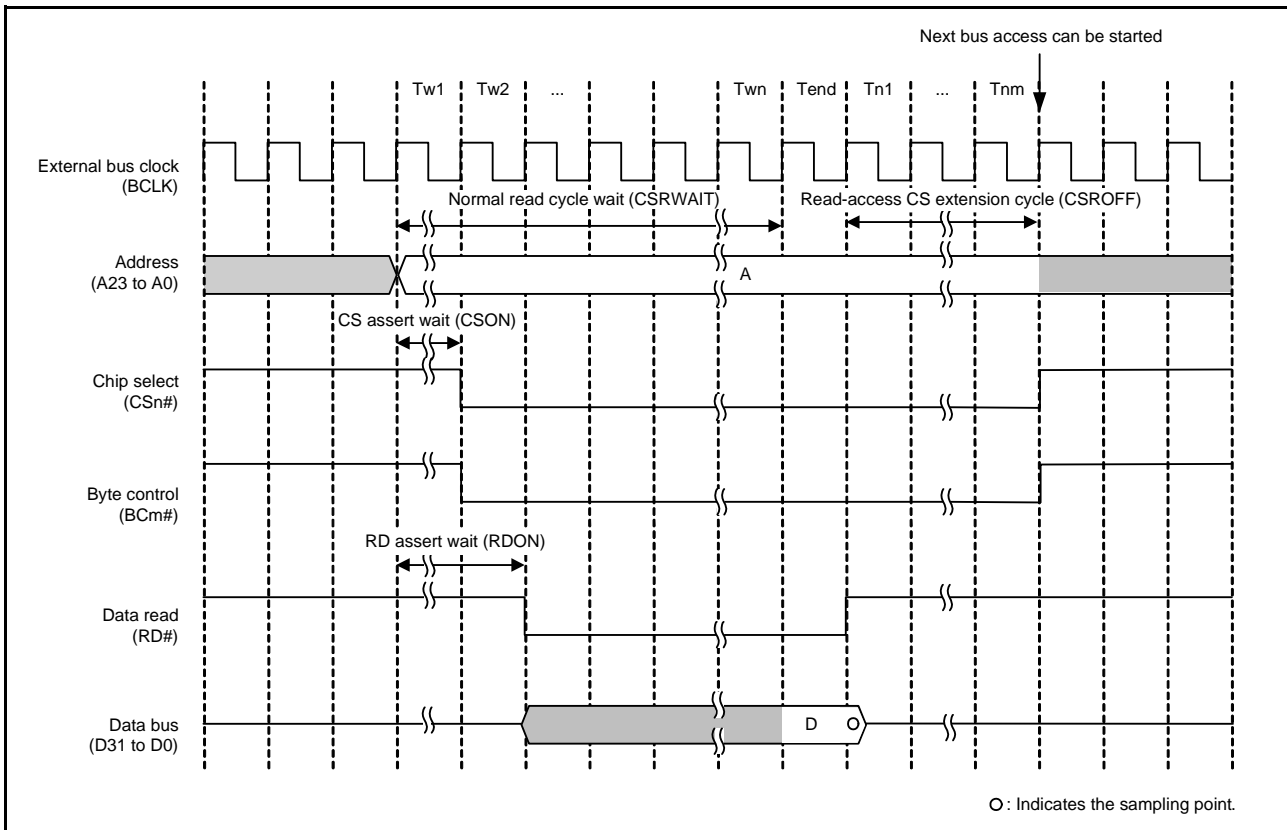 Next bus access can be started
Tw1 Tw2 ... Twn Tend Tn1 ... Tnm
External bus clock
(BCLK)
Normal read cycle wait (CSRWAIT)
Read-access CS extension cycle (CSROFF)
Address
(A23 to A0)
A
CS assert wait (CSON)
Chip select
(CSn#)
Byte control
(BCm#)
RD assert wait (RDON)
Data read
(RD#)
Data bus
(D31 to D0)
D
: Indicates the sampling point.